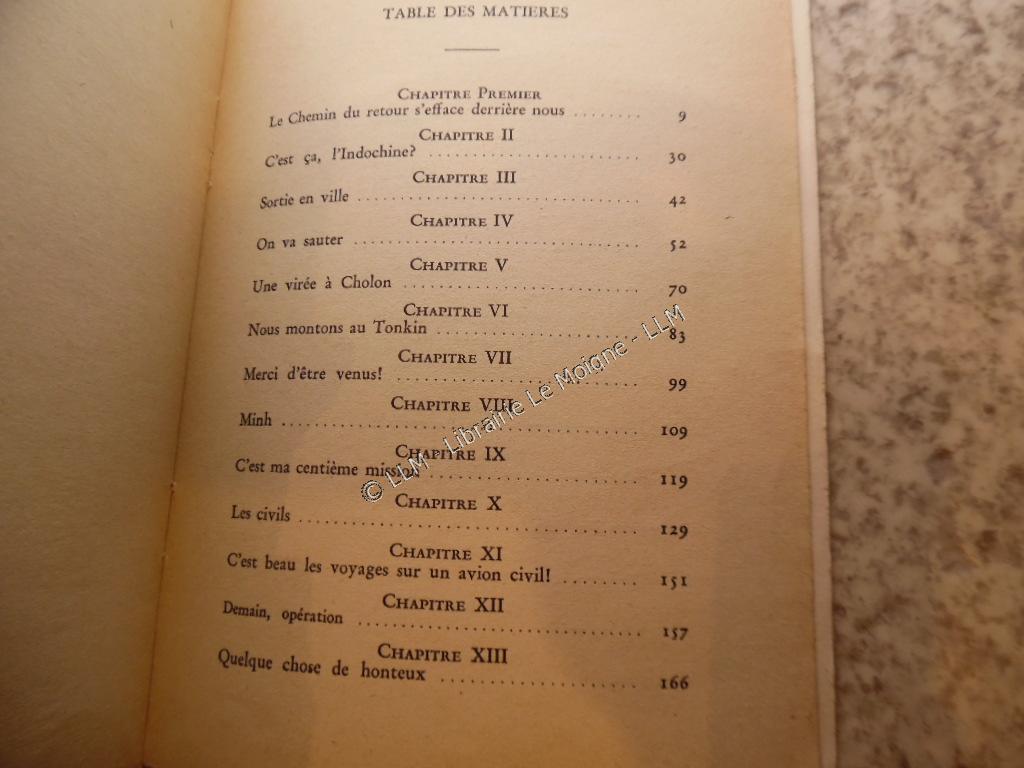 TABLE DES MATIERES
CHAPITRE PREMIER
Le Chemin du retour s'efface derrière nous ........ 9
CHAPITRE II
C'est ça, l'Indochine? ........................ 30
CHAPITRE III
Sortie en ville ................................ 42
CHAPITRE IV
On va sauter ................................ 52
CHAPITRE V
Une virée à Cholon ........................... 70
CHAPITRE VI
Nous montons au Tonkin ....................... 83
CHAPITRE VII
Merci d'être venus! ........................... 99
CHAPITRE VIII
Minh ........................................ 109
CHAPITRE IX
C'est ma centième mission ........................ 119
CHAPITRE X
Les civils ...................................... 129
CHAPITRE XI
C'est beau les voyages sur un avion civil! ........ 151
CHAPITRE XII
Demain, opération ................................ 157
CHAPITRE XIII
Quelque chose de honteux ...................... 166
© LLM - Librairie Le Moigne - LLM